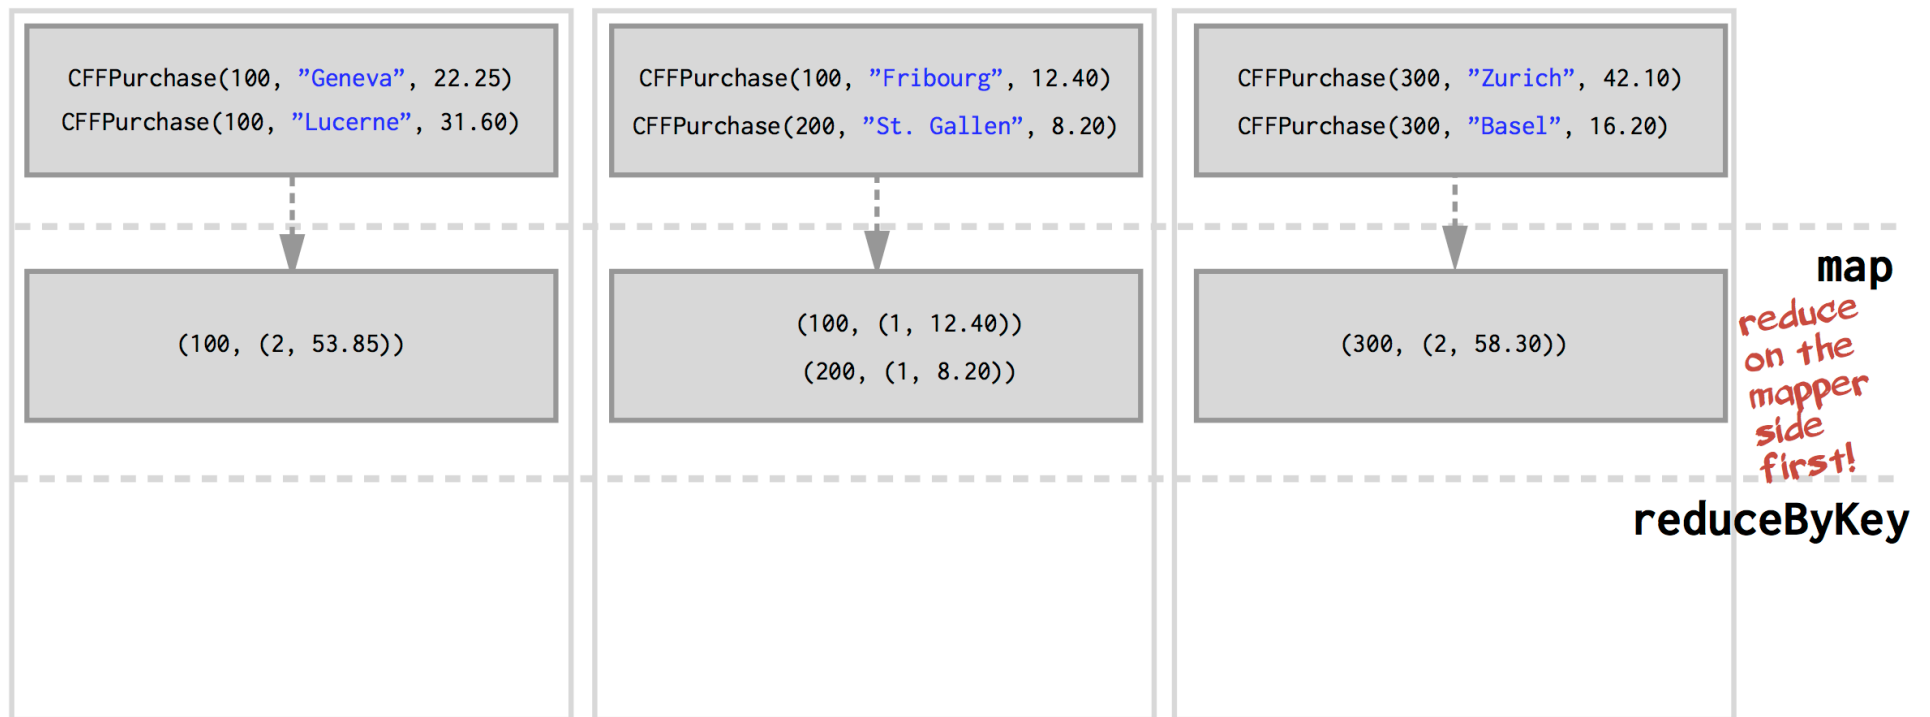 CFFPurchase(100, ”Geneva”, 22.25)
CFFPurchase(100, ”Lucerne”, 31.60)
CFFPurchase(100, ”Fribourg”, 12.40)
CFFPurchase(200, ”St. Gallen”, 8.20)
CFFPurchase(300, ”Zurich”, 42.10)
CFFPurchase(300, ”Basel”, 16.20)
(100, (2, 53.85))
(100, (1, 12.40))
(200, (1, 8.20))
(300, (2, 58.30))
map
reduce
on the
mapper
side
first!
reduceByKey